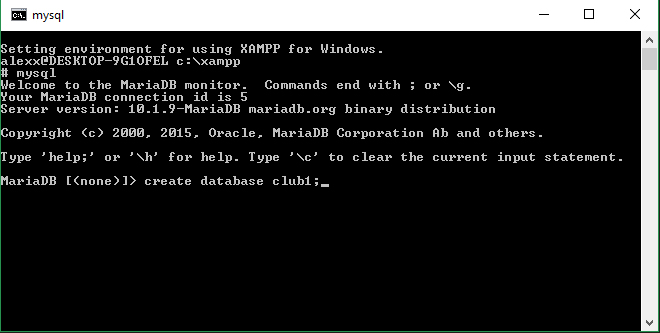 mysql
Setting environment for using XAMPP for Windows.
alexx@DESKTOP-9G1OFEL c:\xampp
# mysql
Welcome to the MariaDB monitor.  Commands end with ; or \g.
Your MariaDB connection id is 5
Server version: 10.1.9-MariaDB mariadb.org binary distribution
Copyright (c) 2000, 2015, Oracle, MariaDB Corporation Ab and others.
Type 'help;' or '\h' for help. Type '\c' to clear the current input statement.
MariaDB [(none)]> create database club1;